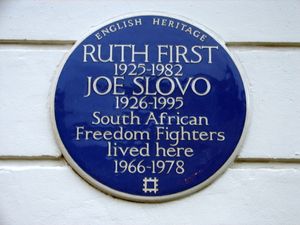 ENGLISH HERITAGE
RUTH FIRST
1925-1982
JOE SLOVO
1926-1995
South African
Freedom Fighters
lived here
1966-1978